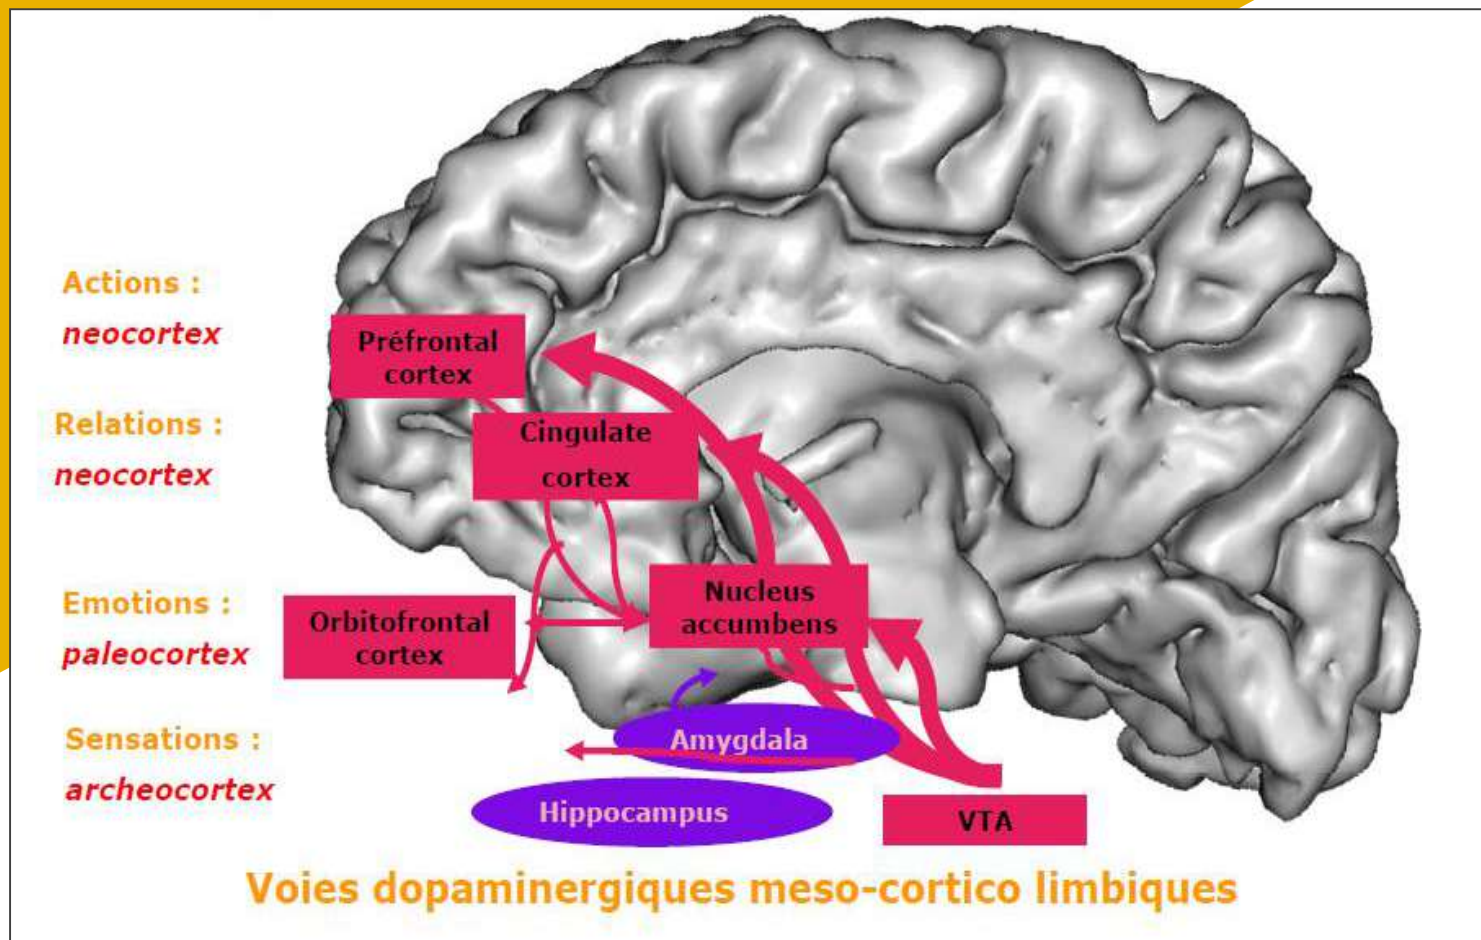 Actions :
neocortex
Préfrontal
cortex
Relations :
neocortex
Cingulate
cortex
Emotions :
paleocortex
Orbitofrontal
cortex
Nucleus
accumbens
Sensations :
archeocortex
Amygdala
Hippocampus
VTA
Voies dopaminergiques meso-cortico limbiques